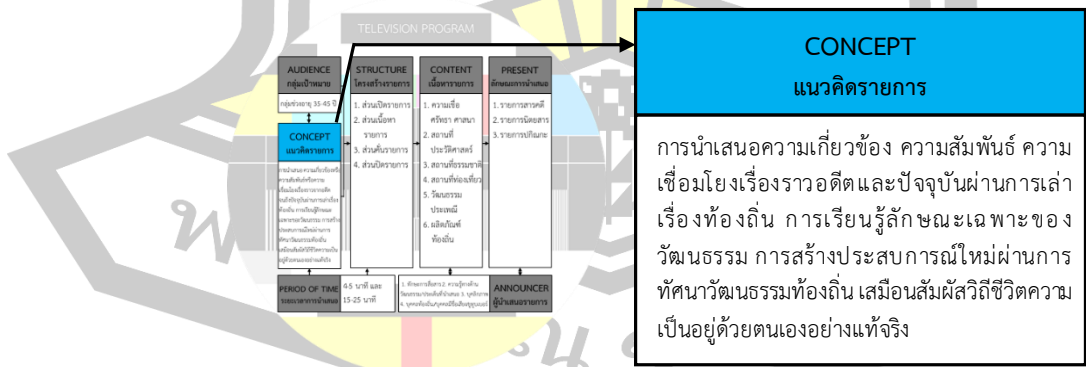 TELEVISION PROGRAM
AUDIENCE
กลุ่มเป้าหมาย
กลุ่มช่วงอายุ 33-45 ปี
CONCEPT
แนวคิดรายการ
STRUCTURE
โครงสร้างรายการ
1. ส่วนเปิดรายการ
2. ส่วนเนื้อหา
รายการ
3. ส่วนคั่นรายการ
4. ส่วนปิดรายการ
CONTENT
เนื้อหารายการ
1. ความเชื่อ
ศรัทธา ศาสนา
2. สถานที่
ประวัติศาสตร์
3. สถานที่ธรรมชาติ
4. สถานที่ท่องเที่ยว
5. วัฒนธรรม
ประเพณี
6. ผลิตภัณฑ์
ท้องถิ่น
PRESENT
ลักษณะการนำเสนอ
1. รายการสารคดี
2. รายการนิตยสาร
3. รายการปกิณกะ
PERIOD OF TIME
ระยะเวลาการนำเสนอ
4-5 นาที และ
15-25 นาที
ANNOUNCER
ผู้นำเสนอรายการ
CONCEPT
แนวคิดรายการ
การนำเสนอความเกี่ยวข้อง ความสัมพันธ์ ความ
เชื่อมโยงเรื่องราวอดีตและปัจจุบันผ่านการเล่า
เรื่องท้องถิ่น การเรียนรู้ลักษณะเฉพาะของ
วัฒนธรรม การสร้างประสบการณ์ใหม่ผ่านการ
ทัศนาวัฒนธรรมท้องถิ่น เสมือนสัมผัสวิถีชีวิตความ
เป็นอยู่ด้วยตนเองอย่างแท้จริง